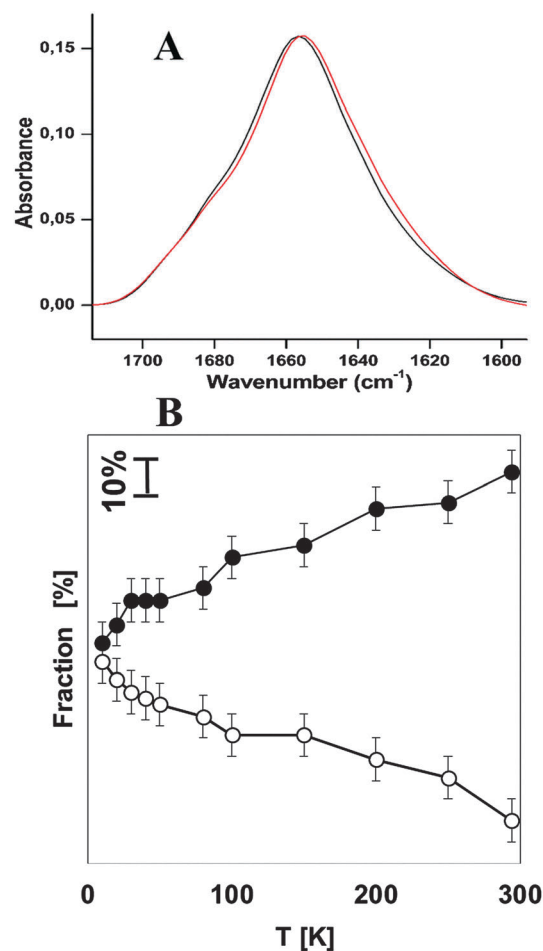 A
0,15
0,10
0,05
0,00
Absorbance
1700 1680 1660 1640 1620 1600
Wavenumber (cm⁻¹)
B
10%
Fraction [%]
0 100 200 300
T [K]